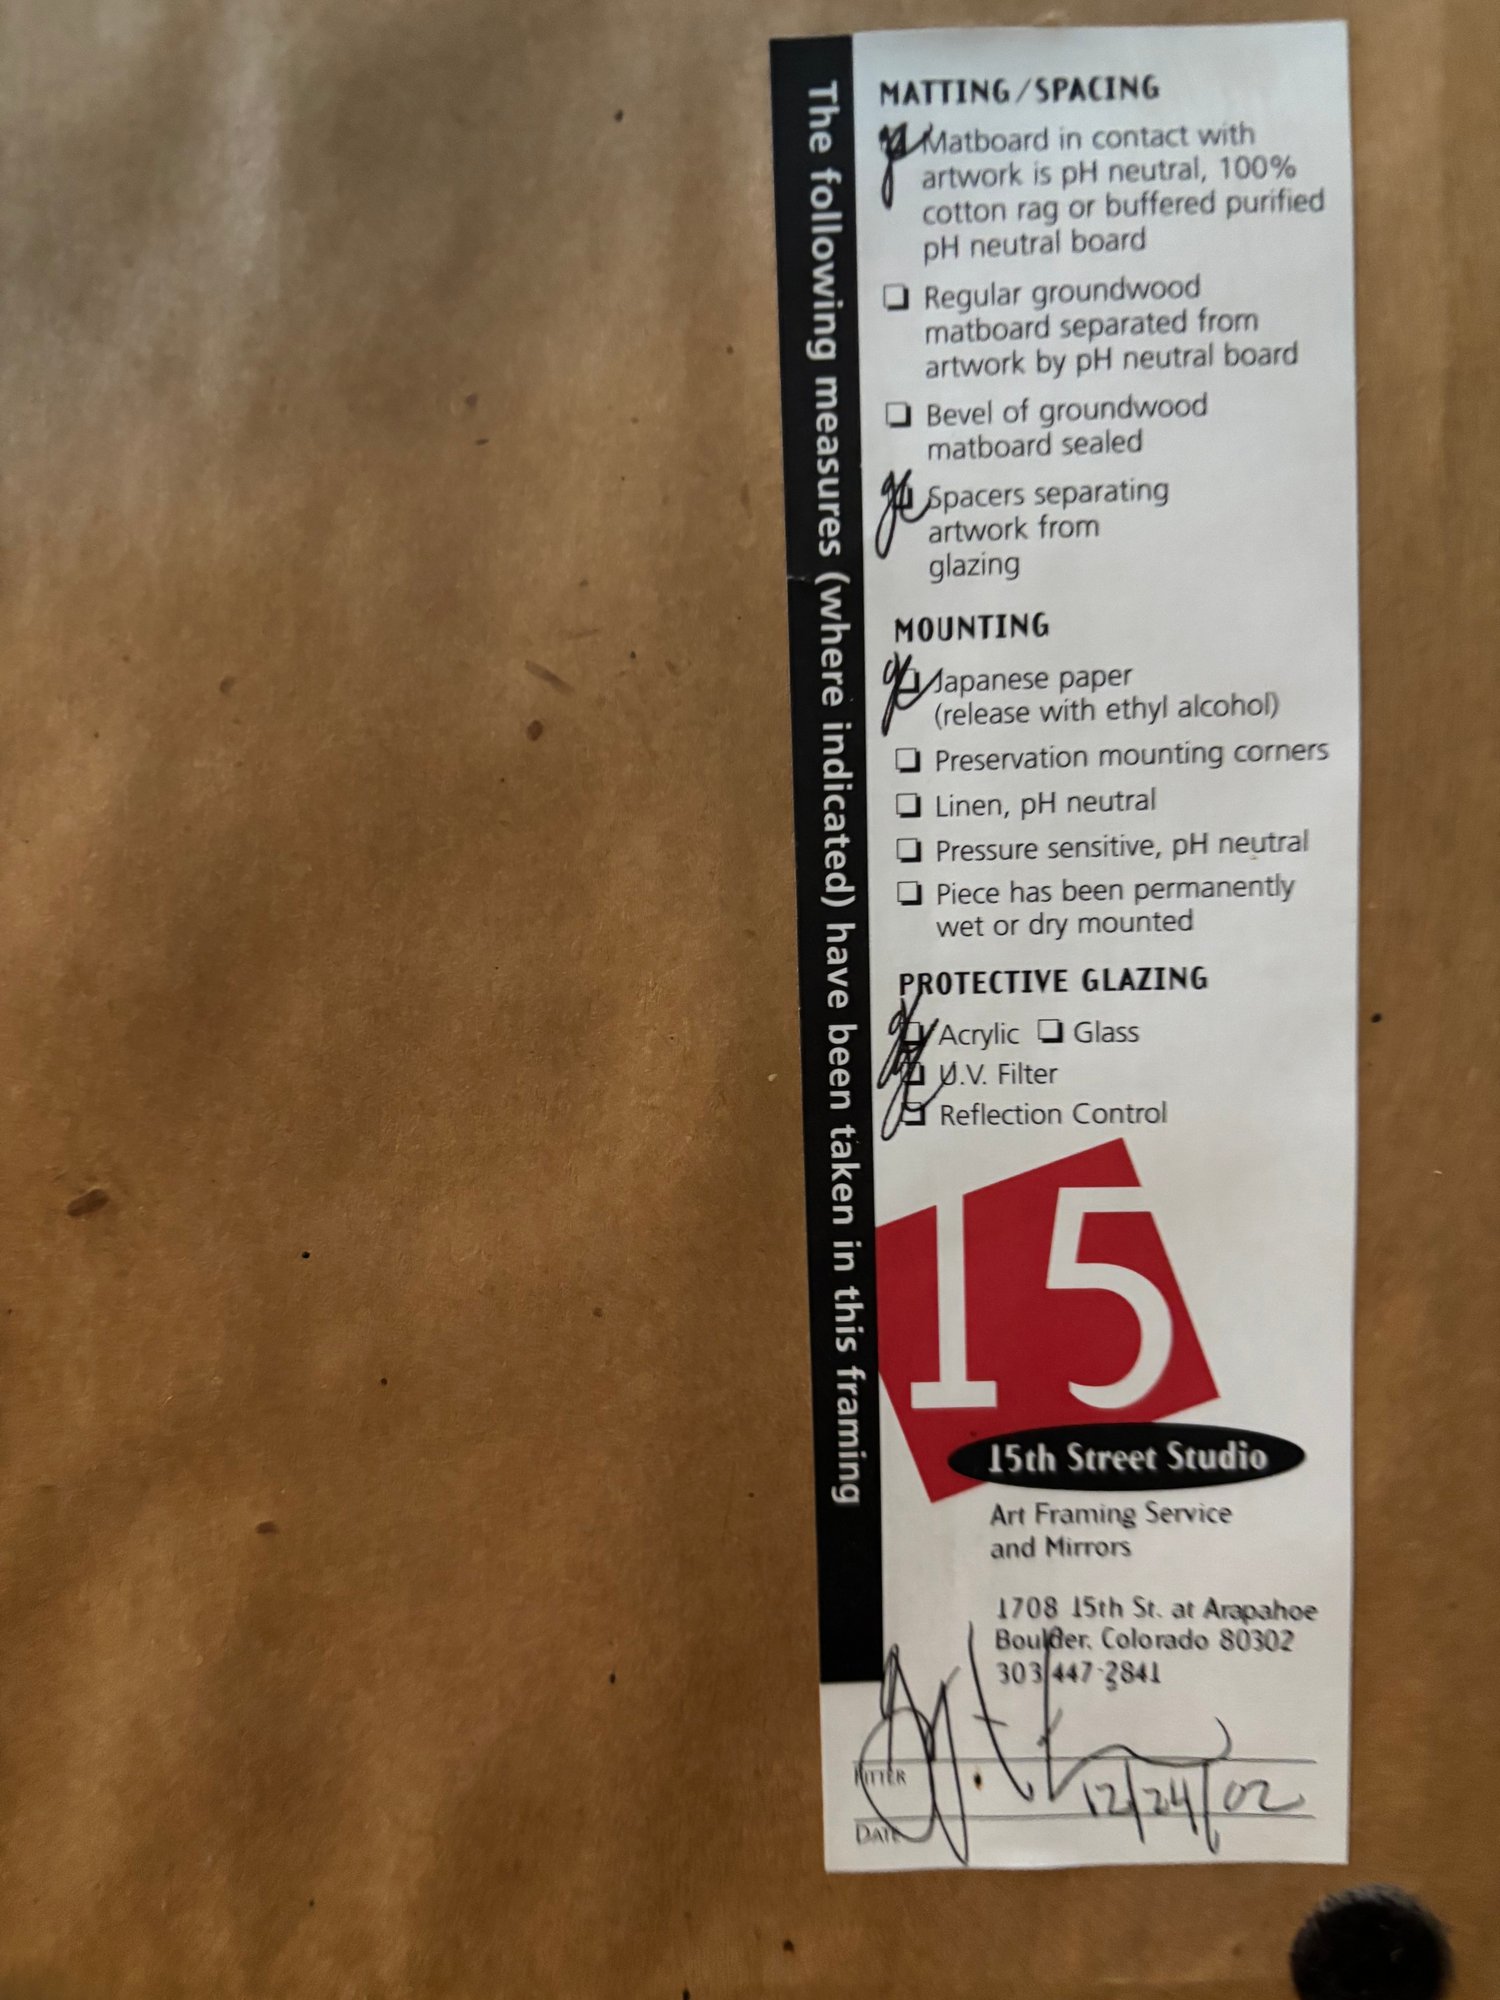 The following measures (where indicated) have been taken in this framing
MATTING/SPACING
❏ Matboard in contact with
artwork is pH neutral, 100%
cotton rag or buffered purified
pH neutral board
❏ Regular groundwood
matboard separated from
artwork by pH neutral board
❏ Bevel of groundwood
matboard sealed
❏ Spacers separating
artwork from
glazing
MOUNTING
❏ Japanese paper
(release with ethyl alcohol)
❏ Preservation mounting corners
❏ Linen, pH neutral
❏ Pressure sensitive, pH neutral
❏ Piece has been permanently
wet or dry mounted
PROTECTIVE GLAZING
❏ Acrylic ❏ Glass
❏ U.V. Filter
❏ Reflection Control
15
15th Street Studio
Art Framing Service
and Mirrors
1708 15th St. at Arapahoe
Boulder, Colorado 80302
303/447-2841
FITTER
12/24/02
DATE